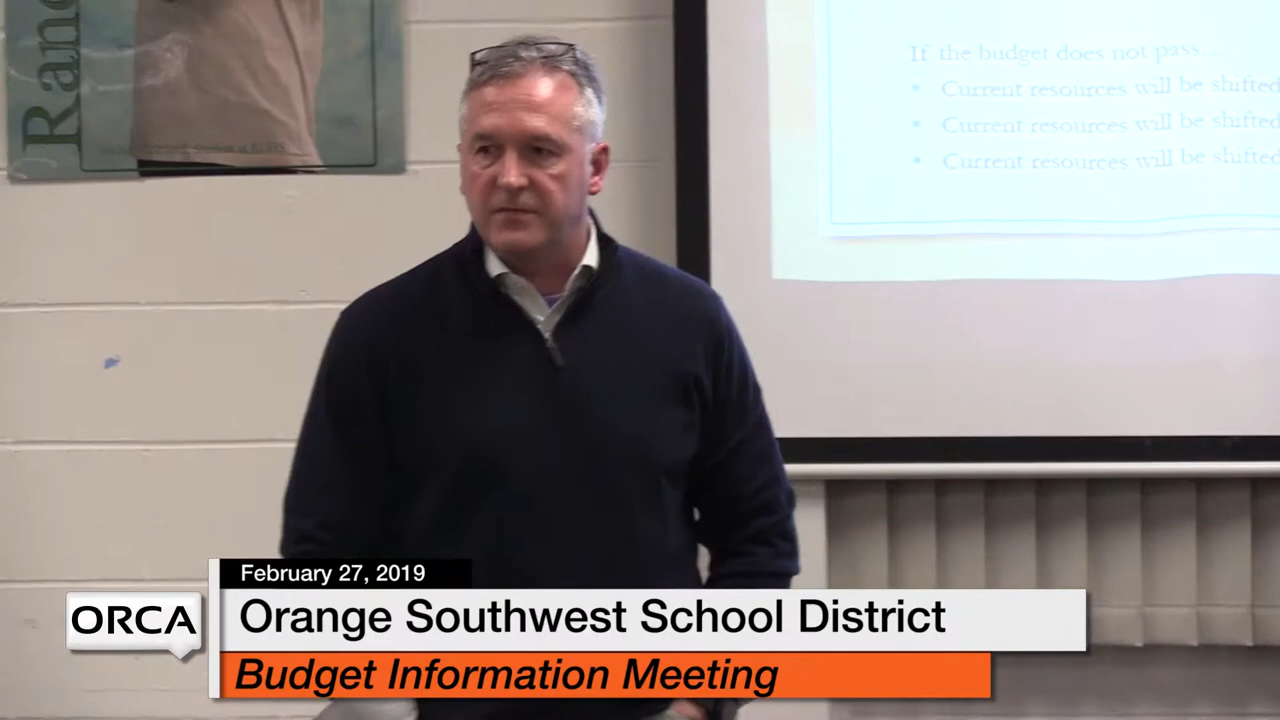 Rand
If the budget does not pass...
• Current resources will be shifted
• Current resources will be shifted
• Current resources will be shifted
February 27, 2019
ORCA
Orange Southwest School District
Budget Information Meeting